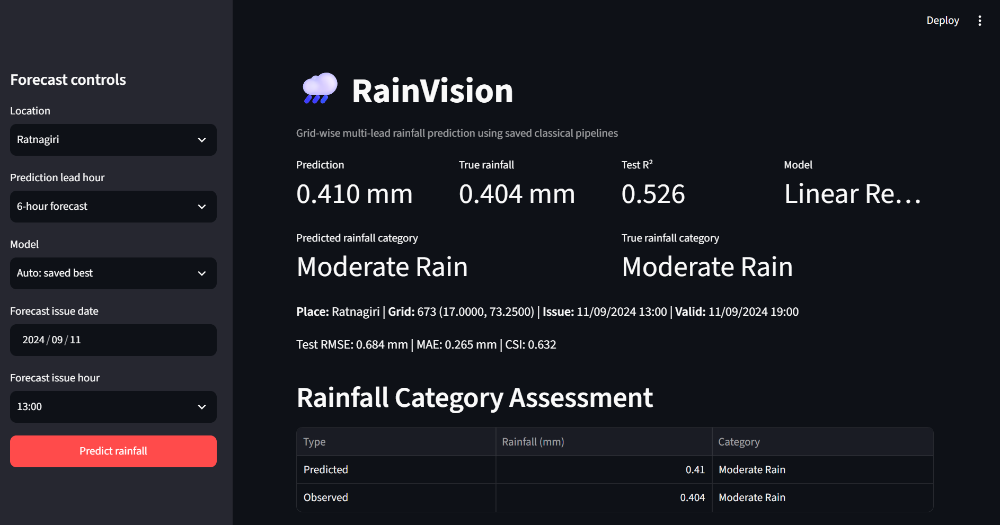 Deploy
Forecast controls
Location
Ratnagiri
Prediction lead hour
6-hour forecast
Model
Auto: saved best
Forecast issue date
2024/09/11
Forecast issue hour
13:00
Predict rainfall
RainVision
Grid-wise multi-lead rainfall prediction using saved classical pipelines
Prediction
0.410 mm
True rainfall
0.404 mm
Test R²
0.526
Model
Linear Re...
Predicted rainfall category
Moderate Rain
True rainfall category
Moderate Rain
Place: Ratnagiri | Grid: 673 (17.0000, 73.2500) | Issue: 11/09/2024 13:00 | Valid: 11/09/2024 19:00
Test RMSE: 0.684 mm | MAE: 0.265 mm | CSI: 0.632
Rainfall Category Assessment
Type Rainfall (mm) Category
Predicted 0.41 Moderate Rain
Observed 0.404 Moderate Rain